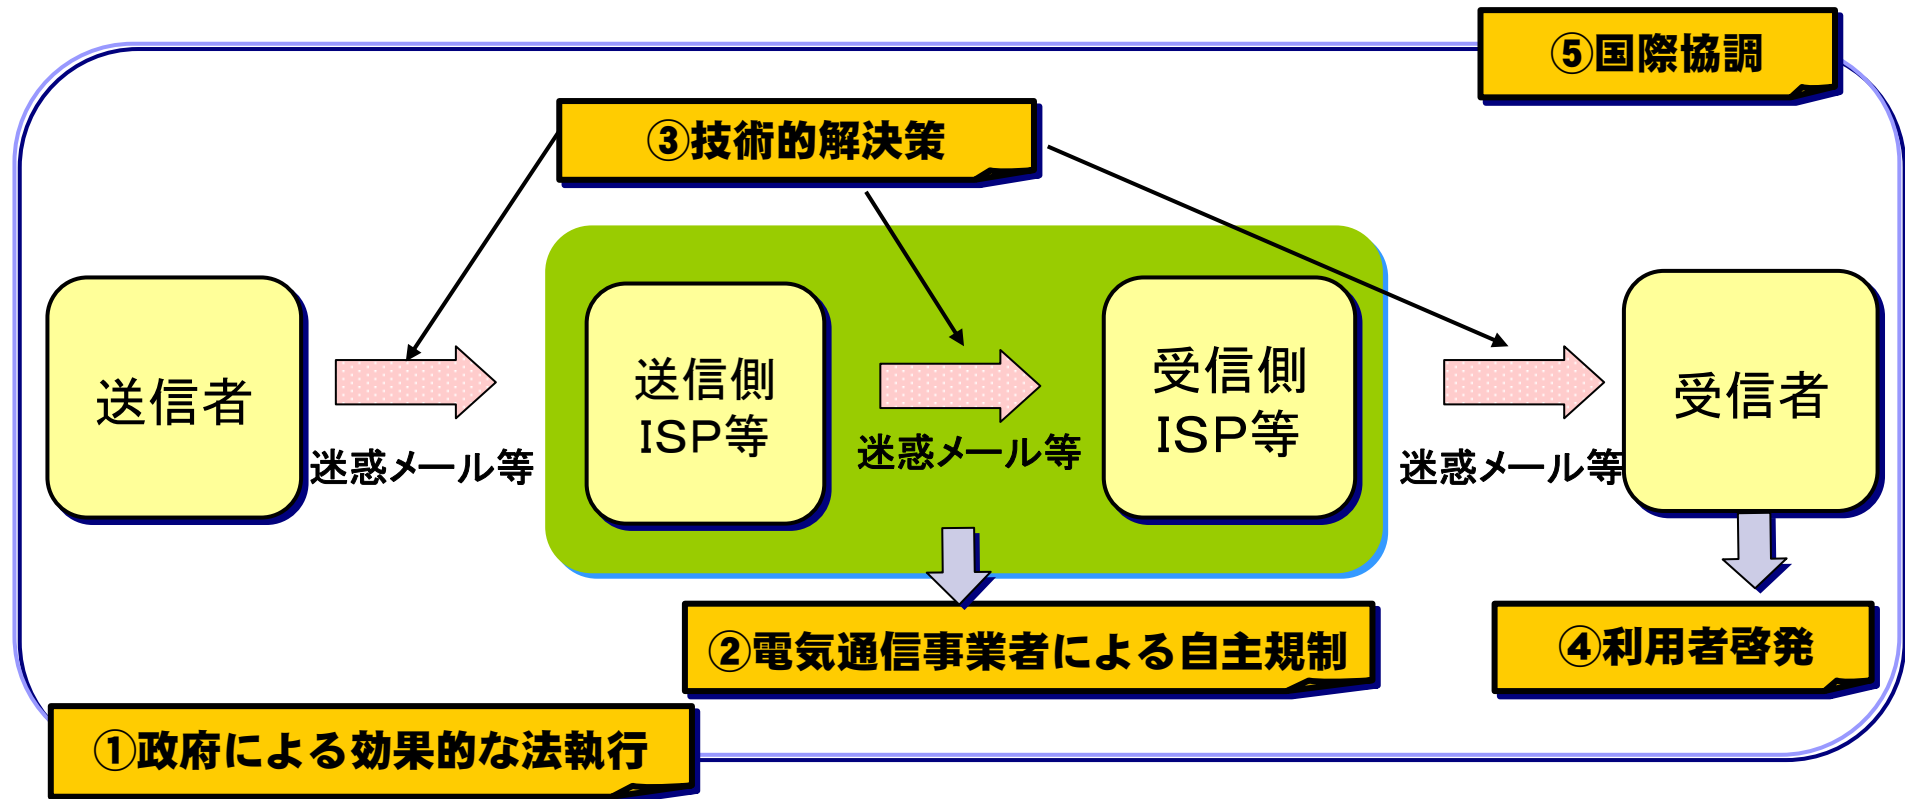 ⑤国際協調
③技術的解決策
送信者
迷惑メール等
送信側
ISP等
迷惑メール等
受信側
ISP等
迷惑メール等
受信者
②電気通信事業者による自主規制
④利用者啓発
①政府による効果的な法執行